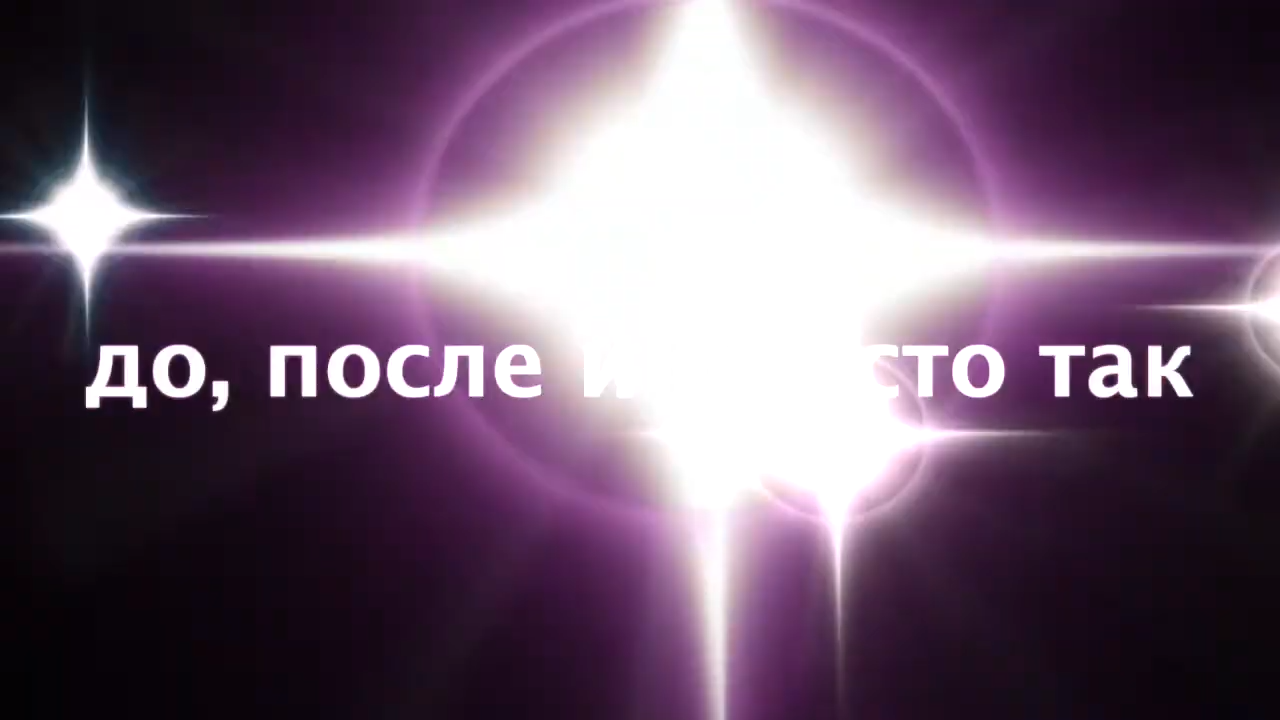 до, после и так